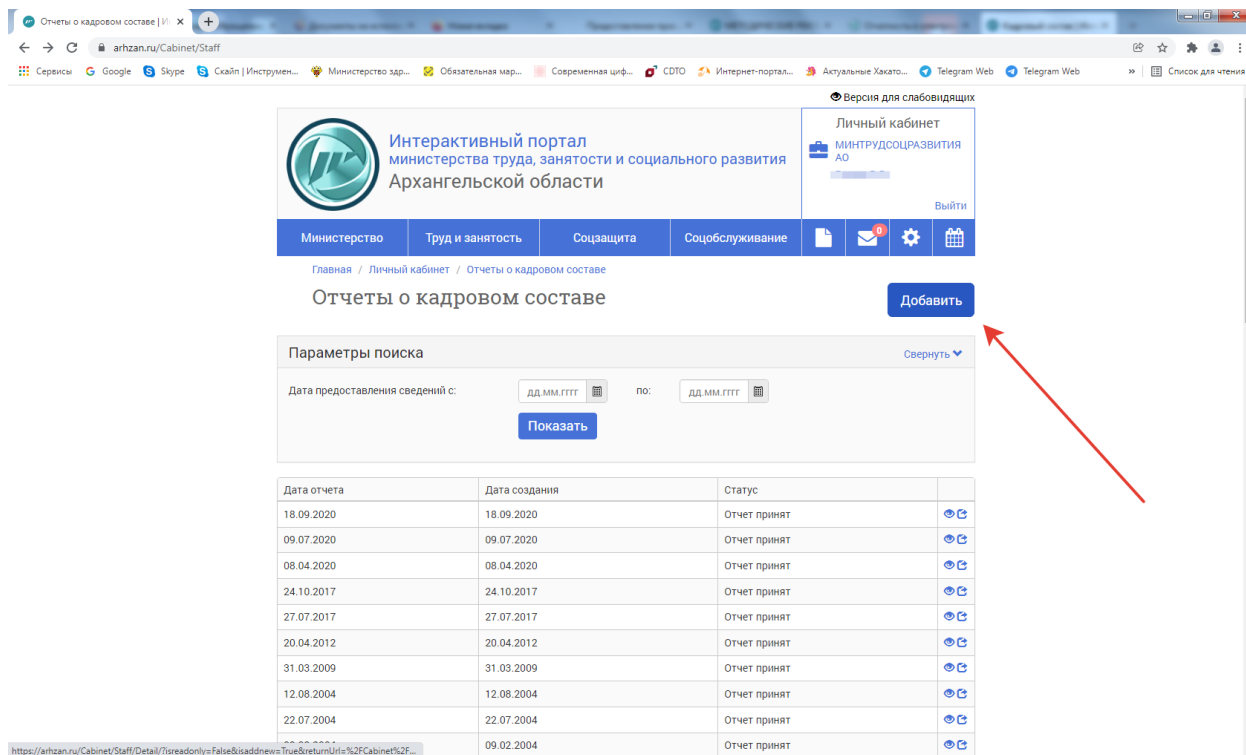 Отчеты о кадровом составе | И
arhzan.ru/Cabinet/Staff
Сервисы Google Skype Скайп | Инструмен... Министерство здр... Обязательная мар... Современная циф... CDTO Интернет-портал... Актуальные Хакато... Telegram Web Telegram Web » Список для чтения
Версия для слабовидящих
Личный кабинет
МИНТРУДСОЦРАЗВИТИЯ
АО
Выйти
Интерактивный портал
министерства труда, занятости и социального развития
Архангельской области
Министерство Труд и занятость Соцзащита Соцобслуживание 0
Главная / Личный кабинет / Отчеты о кадровом составе
Отчеты о кадровом составе Добавить
Параметры поиска Свернуть
Дата предоставления сведений с: дд.мм.гггг по: дд.мм.гггг
Показать
Дата отчета Дата создания Статус
18.09.2020 18.09.2020 Отчет принят
09.07.2020 09.07.2020 Отчет принят
08.04.2020 08.04.2020 Отчет принят
24.10.2017 24.10.2017 Отчет принят
27.07.2017 27.07.2017 Отчет принят
20.04.2012 20.04.2012 Отчет принят
31.03.2009 31.03.2009 Отчет принят
12.08.2004 12.08.2004 Отчет принят
22.07.2004 22.07.2004 Отчет принят
09.02.2004 Отчет принят
https://arhzan.ru/Cabinet/Staff/Detail/?isreadonly=False&isaddnew=True&returnUrl=%2FCabinet%2F...